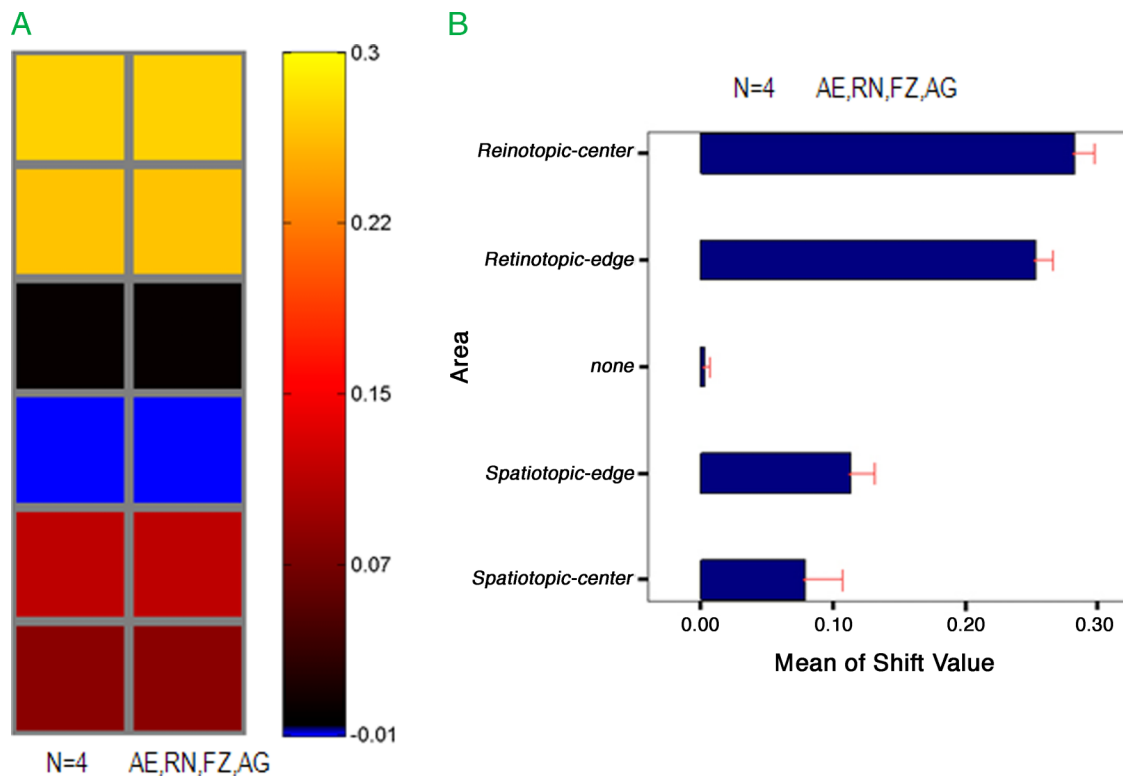 A
0.3
0.22
0.15
0.07
-0.01
N=4 AE,RN,FZ,AG
B
N=4 AE,RN,FZ,AG
Area
Reinotopic-center
Retinotopic-edge
none
Spatiotopic-edge
Spatiotopic-center
0.00 0.10 0.20 0.30
Mean of Shift Value